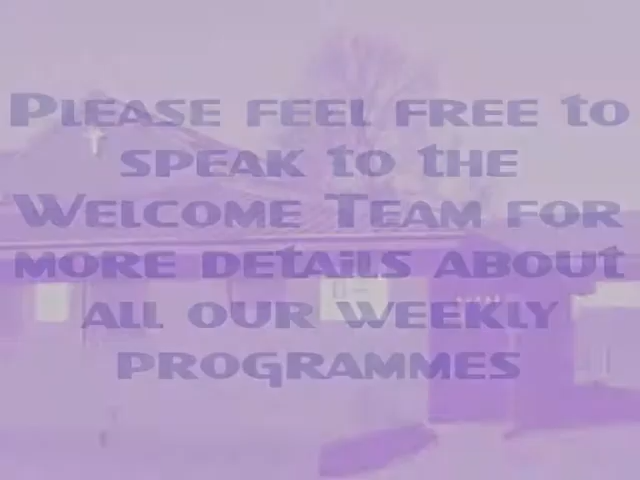 Please feel free to
speak to the
Welcome Team for
more details about
all our weekly
programmes